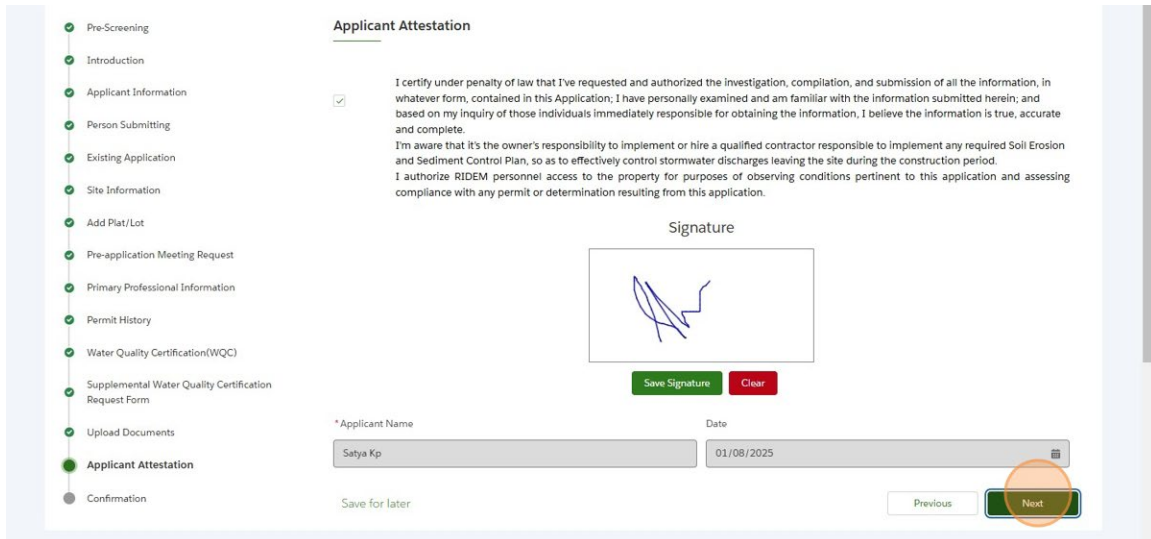 Pre-Screening
Introduction
Applicant Information
Person Submitting
Existing Application
Site Information
Add Plat/Lot
Pre-application Meeting Request
Primary Professional Information
Permit History
Water Quality Certification(WQC)
Supplemental Water Quality Certification
Request Form
Upload Documents
Applicant Attestation
Confirmation
Applicant Attestation
I certify under penalty of law that I've requested and authorized the investigation, compilation, and submission of all the information, in
whatever form, contained in this Application; I have personally examined and am familiar with the information submitted herein; and
based on my inquiry of those individuals immediately responsible for obtaining the information, I believe the information is true, accurate
and complete.
I'm aware that it's the owner's responsibility to implement or hire a qualified contractor responsible to implement any required Soil Erosion
and Sediment Control Plan, so as to effectively control stormwater discharges leaving the site during the construction period.
I authorize RIDEM personnel access to the property for purposes of observing conditions pertinent to this application and assessing
compliance with any permit or determination resulting from this application.
Signature
Save Signature Clear
*Applicant Name Date
Satya Kp 01/08/2025
Save for later Previous Next